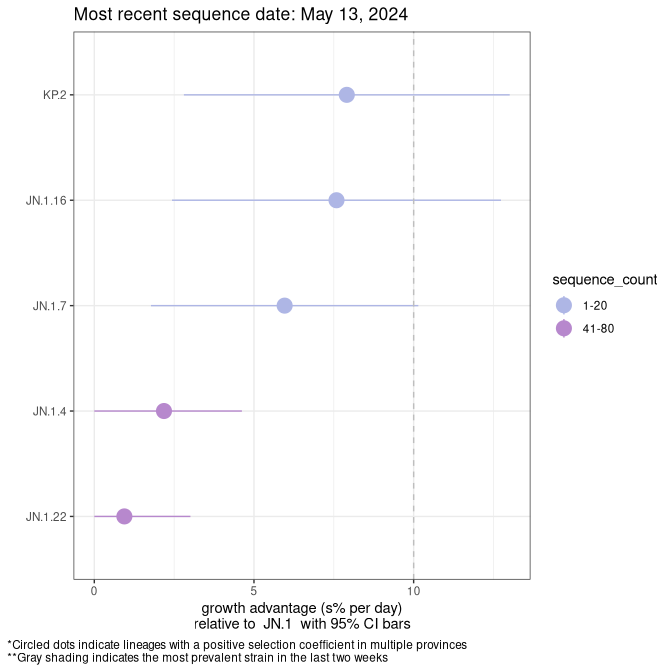 Most recent sequence date: May 13, 2024
KP.2
JN.1.16
JN.1.7
JN.1.4
JN.1.22
0 5 10
growth advantage (s% per day)
relative to JN.1 with 95% CI bars
sequence_count
1-20
41-80
*Circled dots indicate lineages with a positive selection coefficient in multiple provinces
**Gray shading indicates the most prevalent strain in the last two weeks